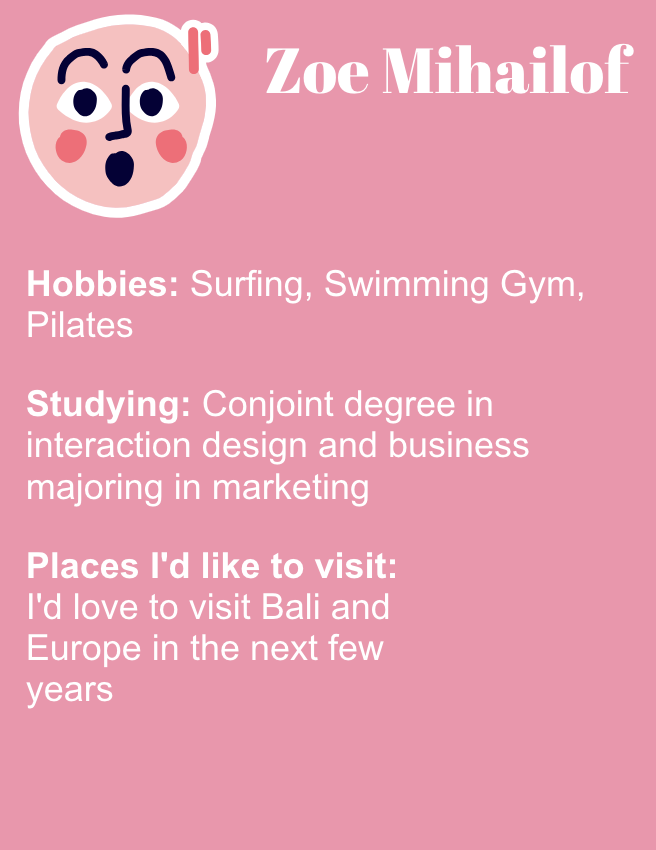 Zoe Mihailof
Hobbies: Surfing, Swimming Gym,
Pilates
Studying: Conjoint degree in
interaction design and business
majoring in marketing
Places I'd like to visit:
I'd love to visit Bali and
Europe in the next few
years